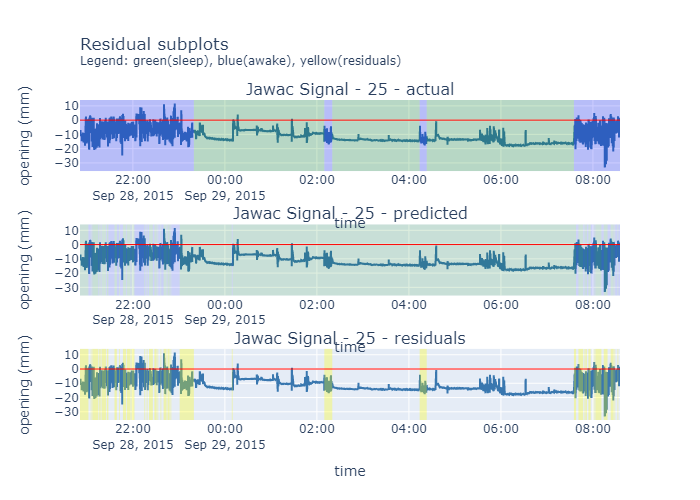 Residual subplots
Legend: green(sleep), blue(awake), yellow(residuals)
Jawac Signal - 25 - actual
opening (mm)
10
0
−10
−20
−30
22:00 00:00 02:00 04:00 06:00 08:00
Sep 28, 2015 Sep 29, 2015
time
Jawac Signal - 25 - predicted
opening (mm)
10
0
−10
−20
−30
22:00 00:00 02:00 04:00 06:00 08:00
Sep 28, 2015 Sep 29, 2015
time
Jawac Signal - 25 - residuals
opening (mm)
10
0
−10
−20
−30
22:00 00:00 02:00 04:00 06:00 08:00
Sep 28, 2015 Sep 29, 2015
time